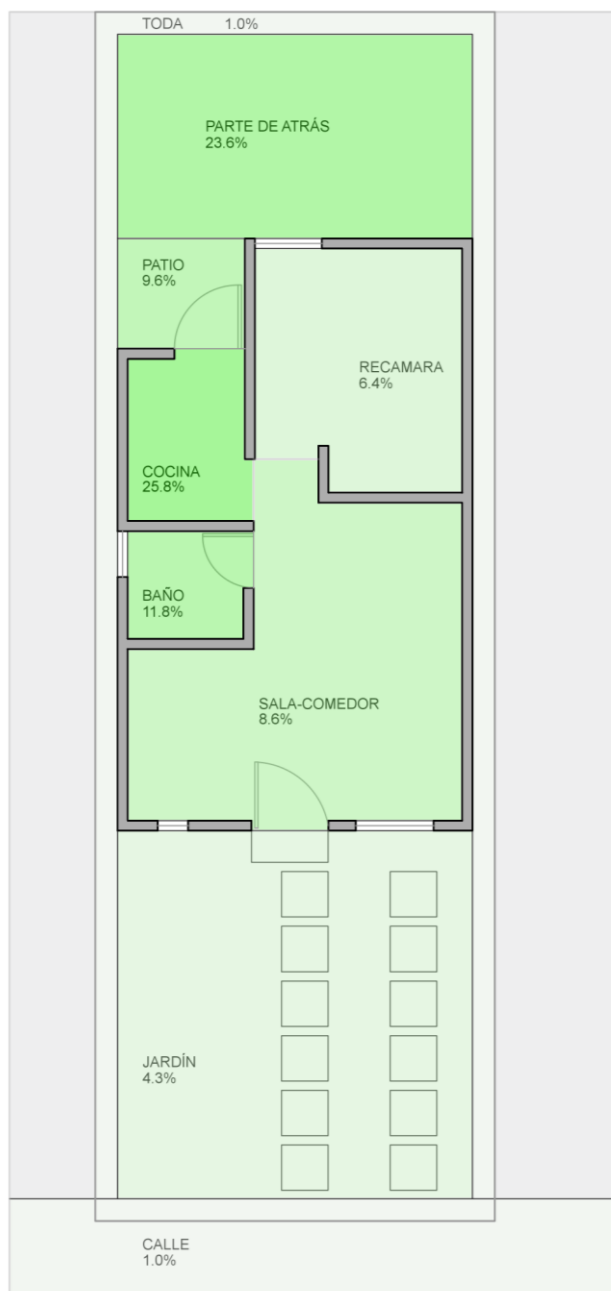 TODA 1.0%
PARTE DE ATRÁS
23.6%
PATIO
9.6%
RECAMARA
6.4%
COCINA
25.8%
BAÑO
11.8%
SALA-COMEDOR
8.6%
JARDÍN
4.3%
CALLE
1.0%